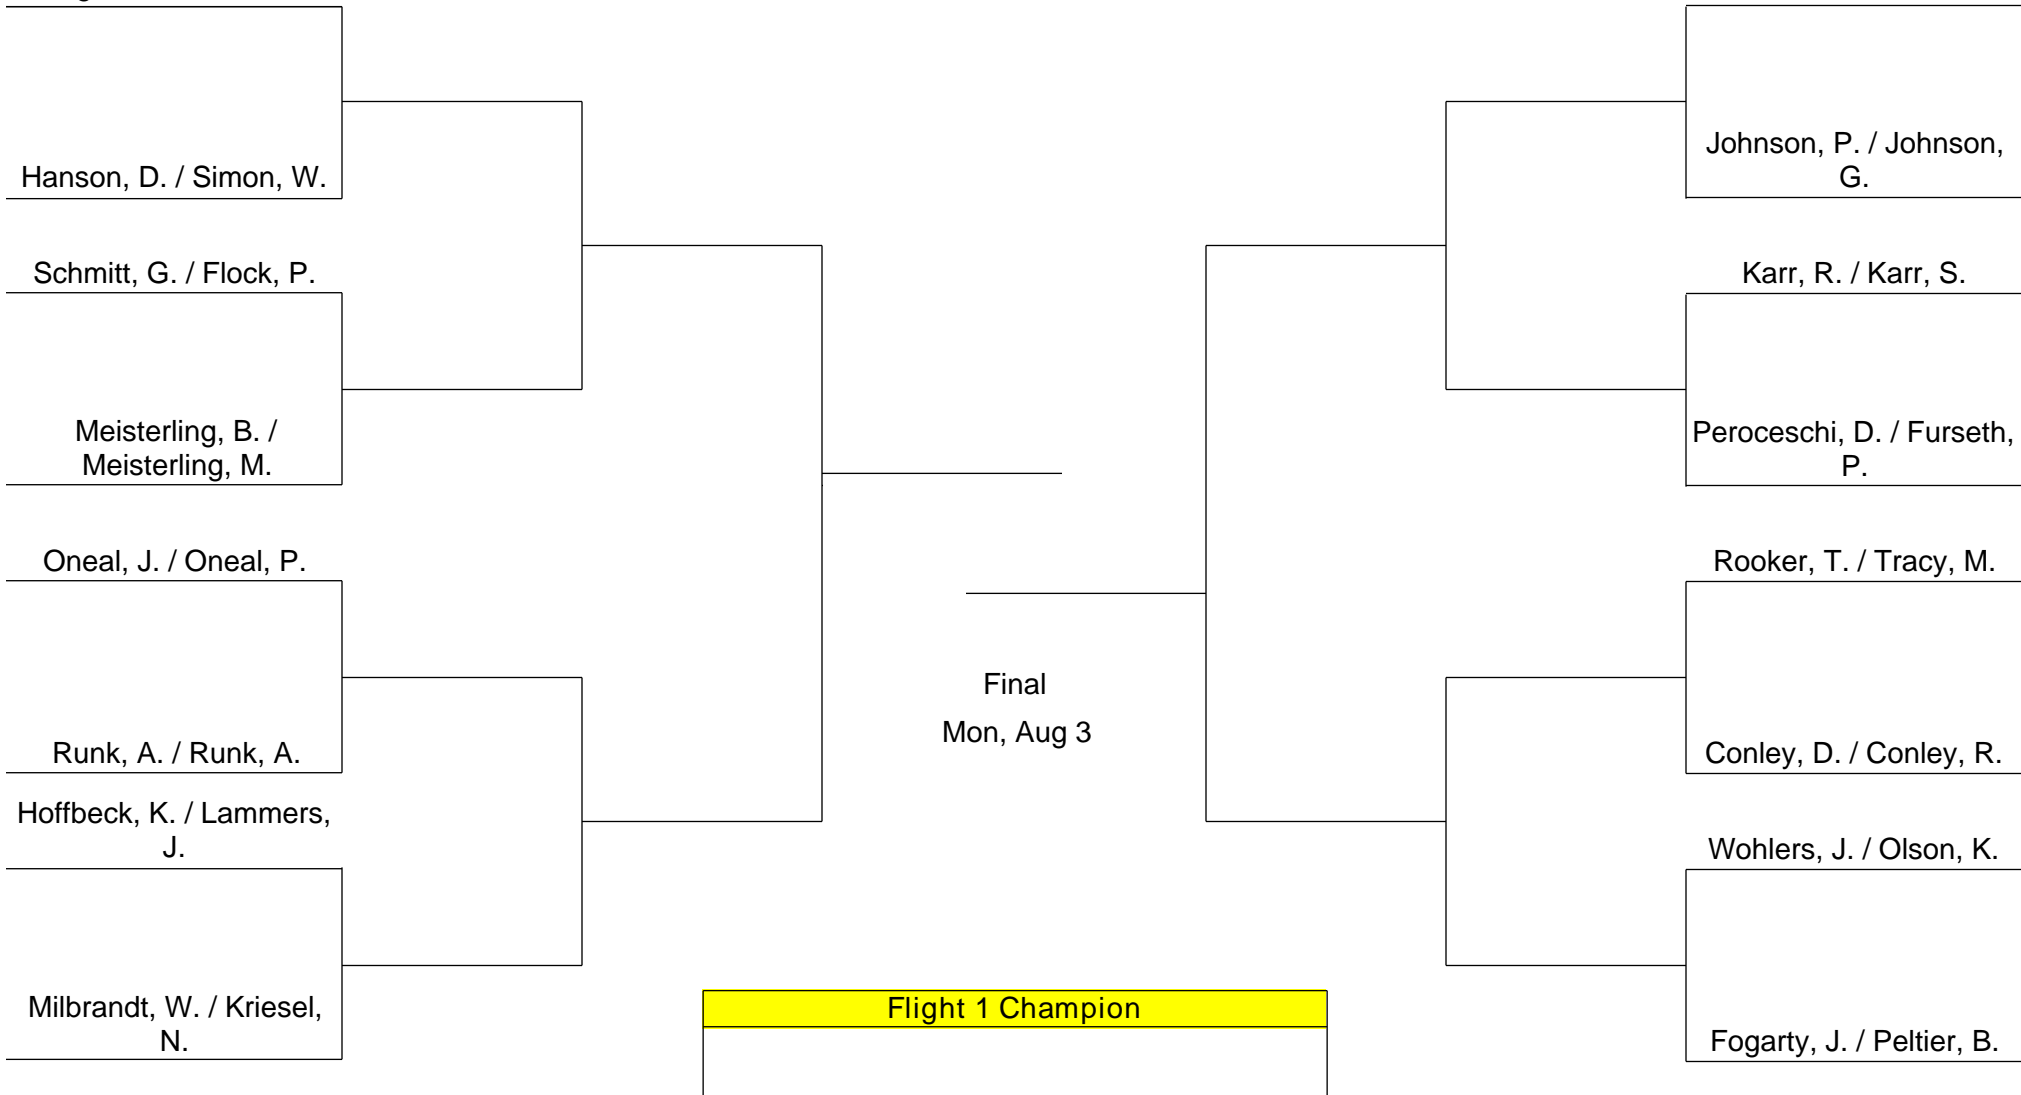 Hanson, D. / Simon, W.
Schmitt, G. / Flock, P.
Meisterling, B. /
Meisterling, M.
Oneal, J. / Oneal, P.
Runk, A. / Runk, A.
Hoffbeck, K. / Lammers,
J.
Milbrandt, W. / Kriesel,
N.
Final
Mon, Aug 3
Flight 1 Champion
Johnson, P. / Johnson,
G.
Karr, R. / Karr, S.
Peroceschi, D. / Furseth,
P.
Rooker, T. / Tracy, M.
Conley, D. / Conley, R.
Wohlers, J. / Olson, K.
Fogarty, J. / Peltier, B.